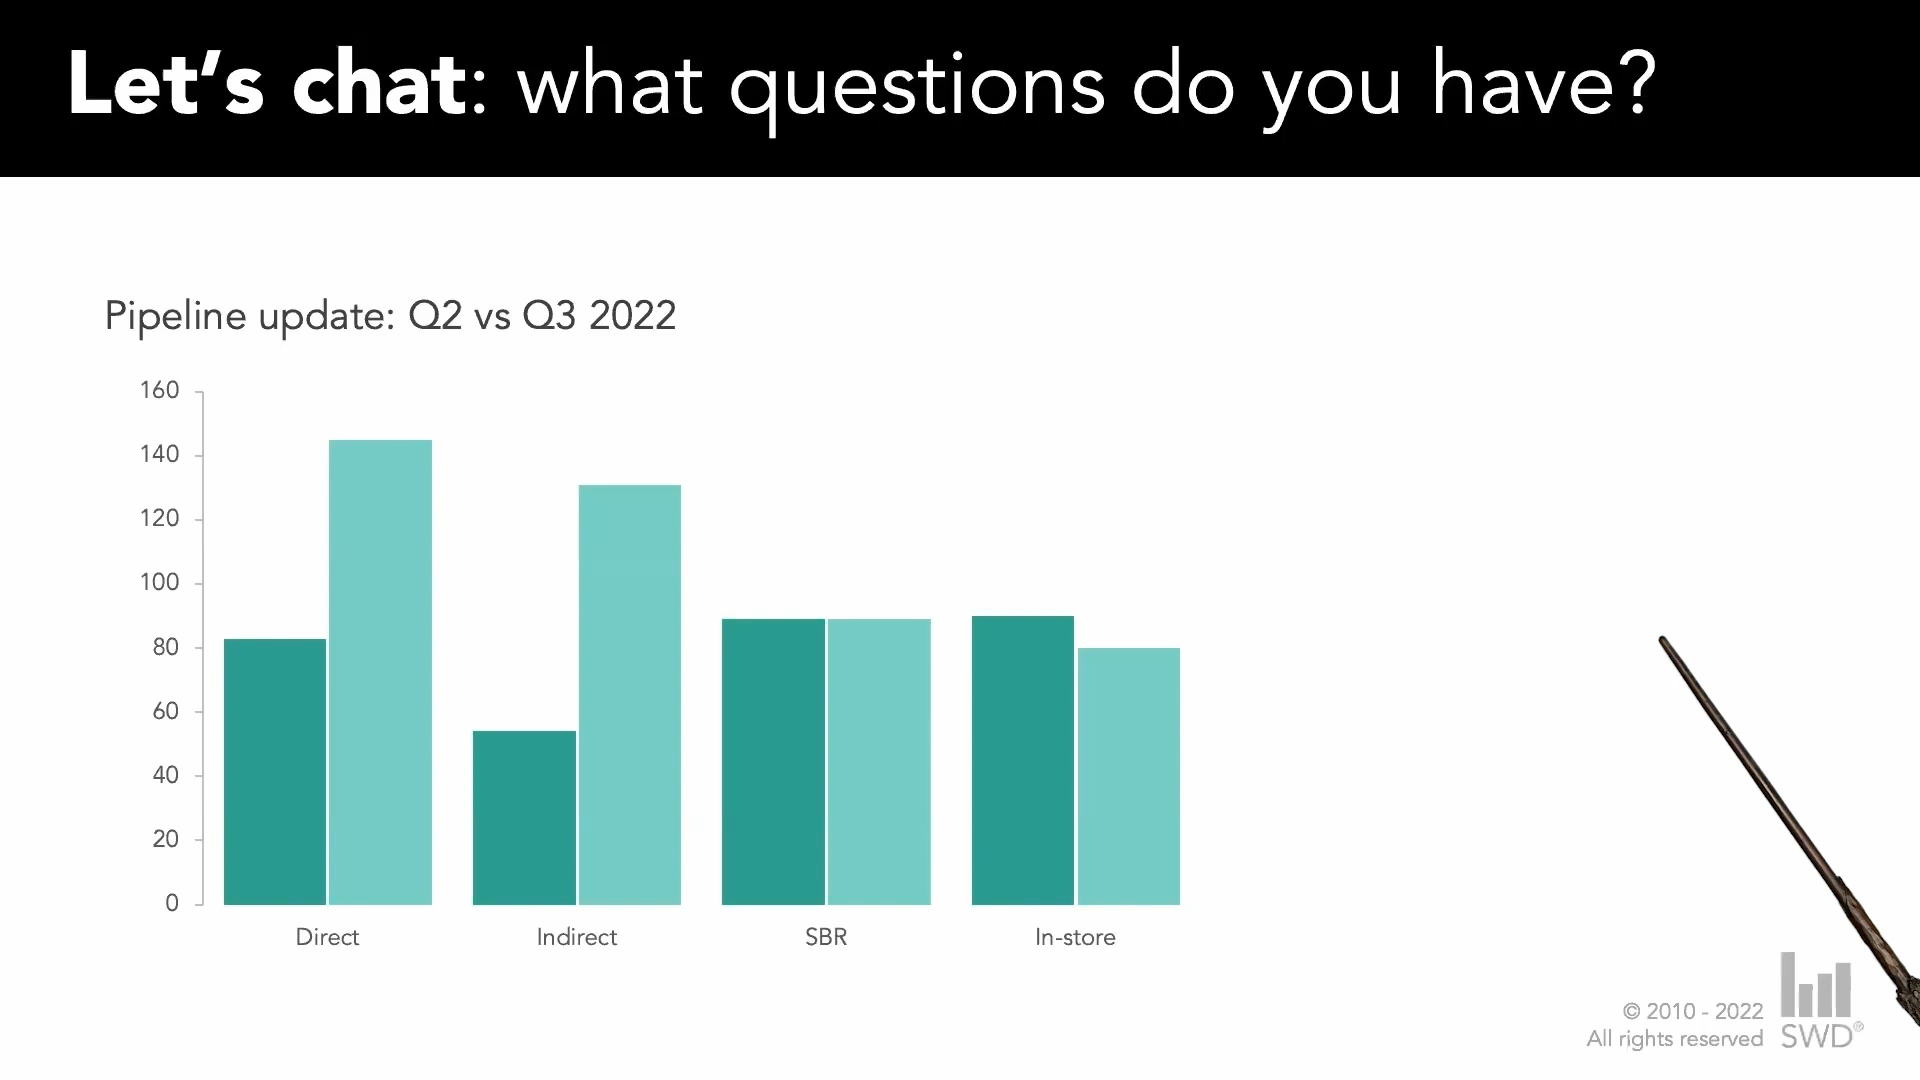 Let’s chat: what questions do you have?
Pipeline update: Q2 vs Q3 2022
160
140
120
100
80
60
40
20
0
Direct Indirect SBR In-store
© 2010 - 2022
All rights reserved
SWD®